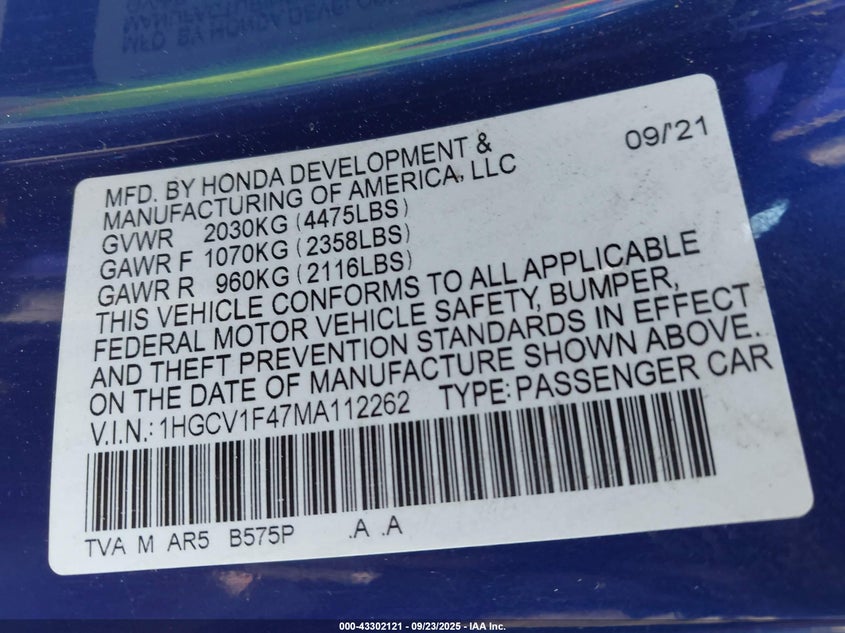 MFD. BY HONDA DEVELOPMENT &
MANUFACTURING OF AMERICA, LLC
09/'21
GVWR 2030KG (4475LBS)
GAWR F 1070KG (2358LBS)
GAWR R 960KG (2116LBS)
THIS VEHICLE CONFORMS TO ALL APPLICABLE
FEDERAL MOTOR VEHICLE SAFETY, BUMPER,
AND THEFT PREVENTION STANDARDS IN EFFECT
ON THE DATE OF MANUFACTURE SHOWN ABOVE.
V.I.N.: 1HGCV1F47MA112262 TYPE: PASSENGER CAR
TVA M AR5 B575P .A .A
000-43302121 - 09/23/2025 - IAA Inc.